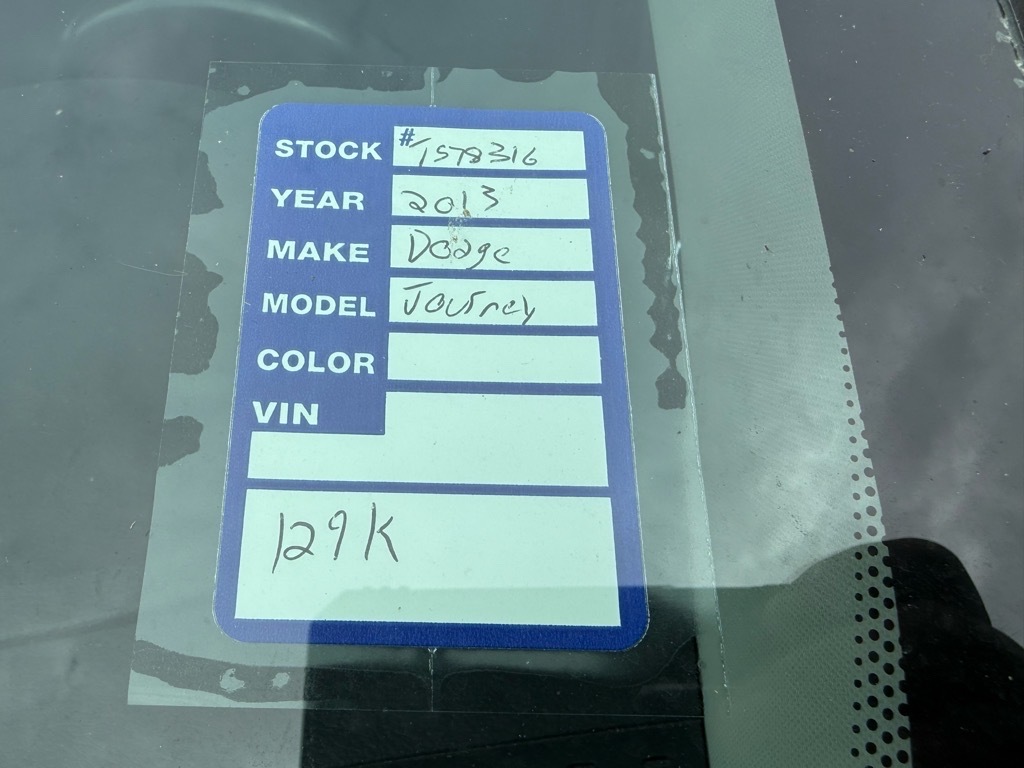 STOCK #1578316
YEAR 2013
MAKE Dodge
MODEL Journey
COLOR
VIN
129K